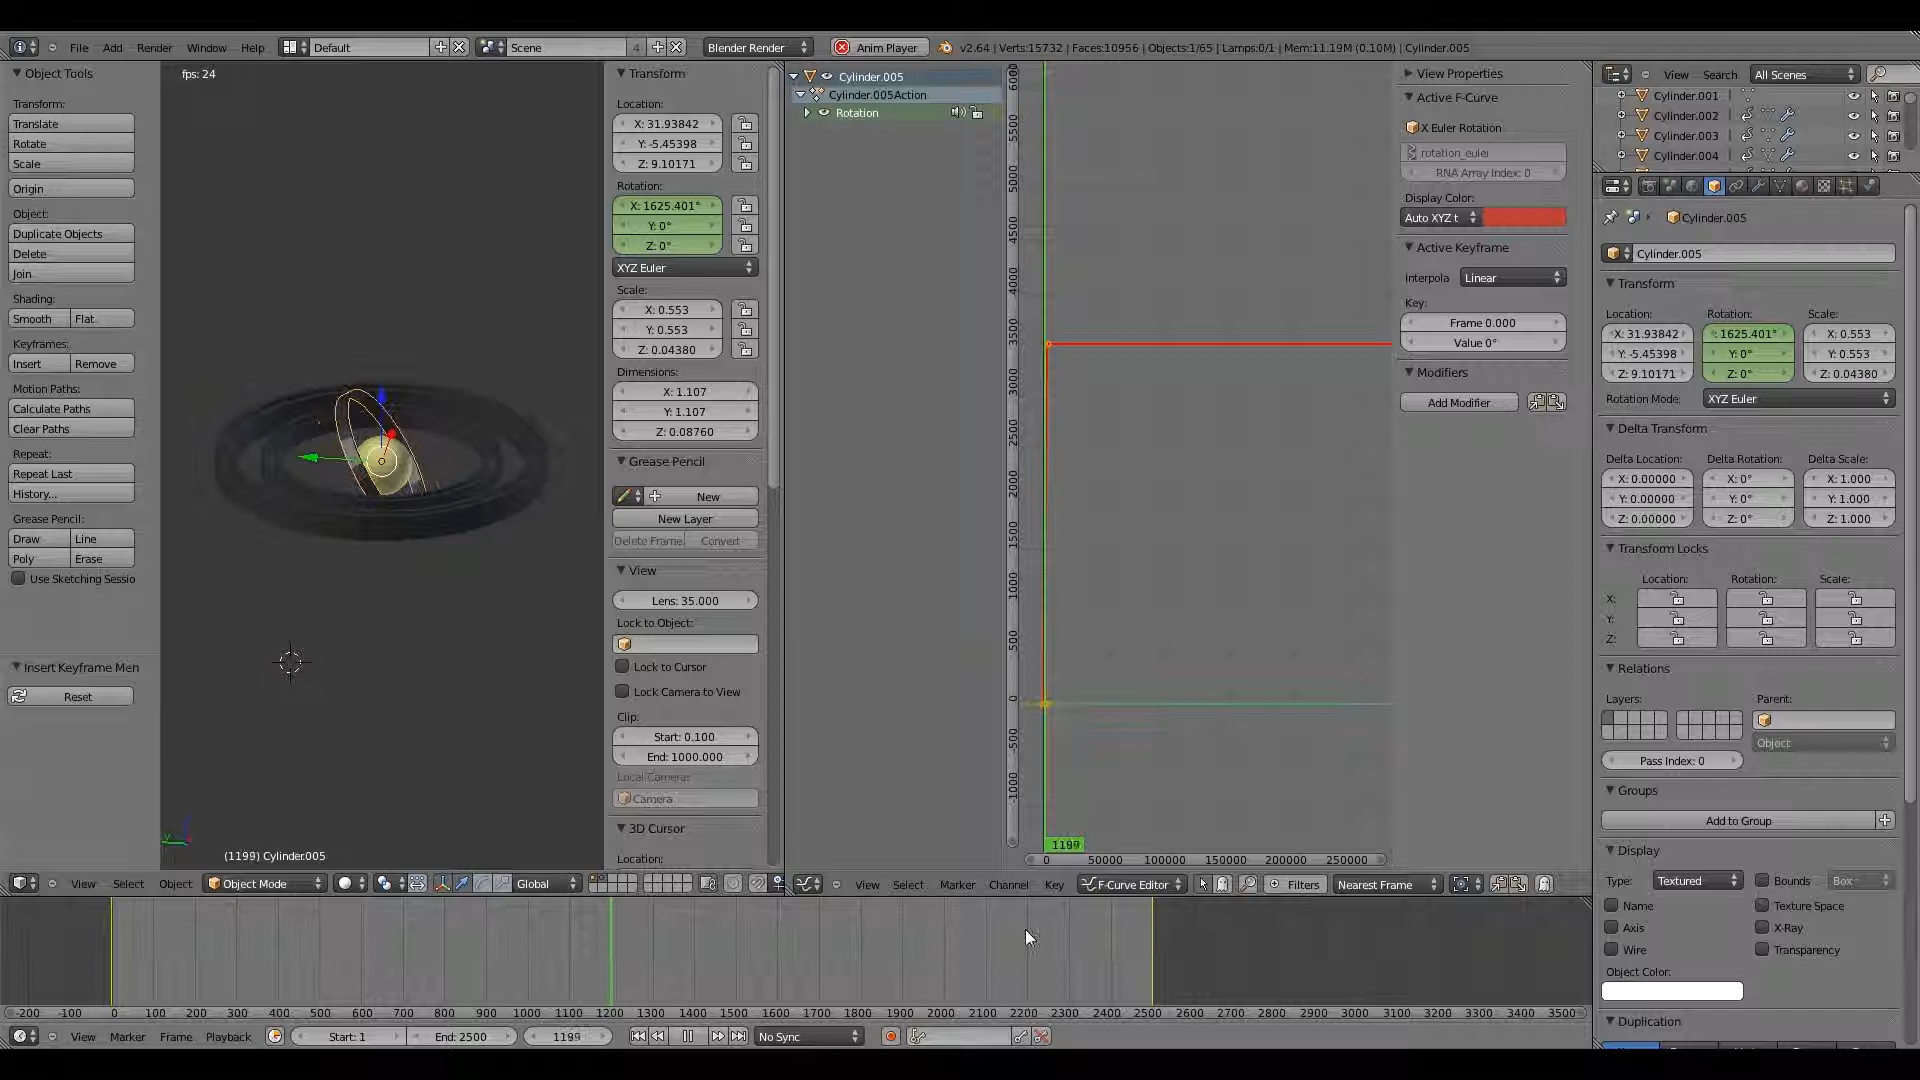 File Add Render Window Help Default Scene 4 Blender Render Anim Player v2.64 | Verts:15732 | Faces:10956 | Objects:1/65 | Lamps:0/1 | Mem:11.19M (0.10M) | Cylinder.005
Object Tools
Transform:
Translate
Rotate
Scale
Origin
Object:
Duplicate Objects
Delete
Join
Shading:
Smooth Flat
Keyframes:
Insert Remove
Motion Paths:
Calculate Paths
Clear Paths
Repeat:
Repeat Last
History...
Grease Pencil:
Draw Line
Poly Erase
Use Sketching Sessio
Insert Keyframe Men
Reset
fps: 24
(1199) Cylinder.005
Transform
Location:
X: 31.93842
Y: -5.45398
Z: 9.10171
Rotation:
X: 1625.401°
Y: 0°
Z: 0°
XYZ Euler
Scale:
X: 0.553
Y: 0.553
Z: 0.04380
Dimensions:
X: 1.107
Y: 1.107
Z: 0.08760
Grease Pencil
New
New Layer
Delete Frame Convert
View
Lens: 35.000
Lock to Object:
Lock to Cursor
Lock Camera to View
Clip:
Start: 0.100
End: 1000.000
Local Camera:
Camera
3D Cursor
Location:
View Select Object Object Mode Global
Cylinder.005
Cylinder.005Action
Rotation
6000
5500
5000
4500
4000
3500
3000
2500
2000
1500
1000
500
0
-500
-1000
1199
0 50000 100000 150000 200000 250000
View Select Marker Channel Key F-Curve Editor Filters Nearest Frame
View Properties
Active F-Curve
X Euler Rotation
rotation_euler
RNA Array Index: 0
Display Color:
Auto XYZ t
Active Keyframe
Interpola Linear
Key:
Frame 0.000
Value 0°
Modifiers
Add Modifier
View Search All Scenes
Cylinder.001
Cylinder.002
Cylinder.003
Cylinder.004
Cylinder.005
Cylinder.005
Transform
Location: Rotation: Scale:
X: 31.93842 : 1625.401° X: 0.553
Y: -5.45398 Y: 0° Y: 0.553
Z: 9.10171 Z: 0° Z: 0.04380
Rotation Mode: XYZ Euler
Delta Transform
Delta Location: Delta Rotation: Delta Scale:
X: 0.00000 X: 0° X: 1.000
Y: 0.00000 Y: 0° Y: 1.000
Z: 0.00000 Z: 0° Z: 1.000
Transform Locks
Location: Rotation: Scale:
X:
Y:
Z:
Relations
Layers: Parent:
Object
Pass Index: 0
Groups
Add to Group
Display
Type: Textured Bounds Box
Name Texture Space
Axis X-Ray
Wire Transparency
Object Color:
Duplication
-200 -100 0 100 200 300 400 500 600 700 800 900 1000 1100 1200 1300 1400 1500 1600 1700 1800 1900 2000 2100 2200 2300 2400 2500 2600 2700 2800 2900 3000 3100 3200 3300 3400 3500
View Marker Frame Playback Start: 1 End: 2500 1199 No Sync